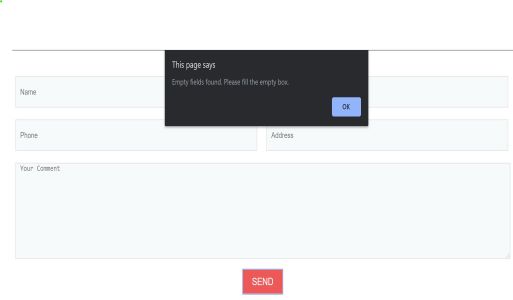 This page says
Empty fields found. Please fill the empty box.
OK
Name
Phone
Address
Your Comment
SEND